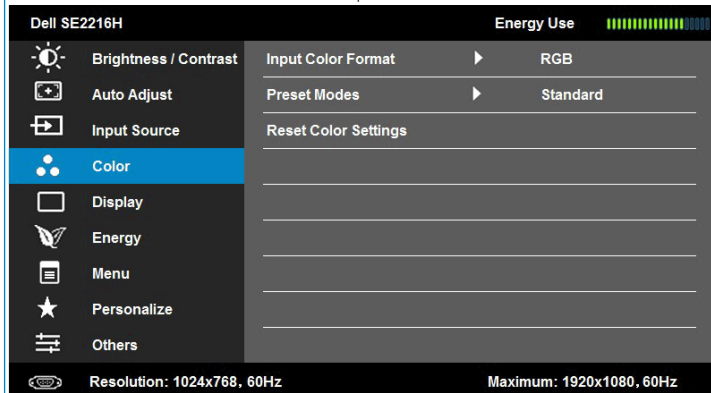 Dell SE2216H Energy Use
Brightness / Contrast Input Color Format RGB
Auto Adjust Preset Modes Standard
Input Source Reset Color Settings
Color
Display
Energy
Menu
Personalize
Others
Resolution: 1024x768, 60Hz Maximum: 1920x1080, 60Hz